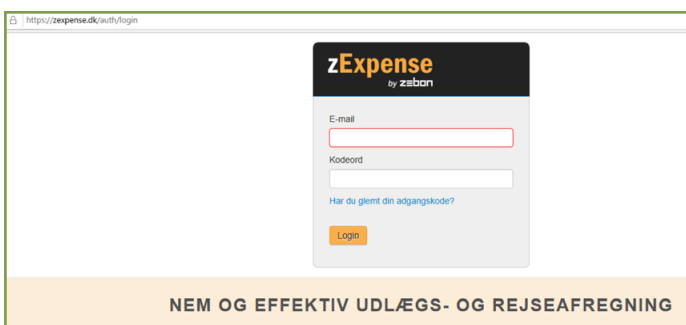 https://zexpense.dk/auth/login
zExpense
by zebon
E-mail
Kodeord
Har du glemt din adgangskode?
Login
NEM OG EFFEKTIV UDLÆGS- OG REJSEAFREGNING